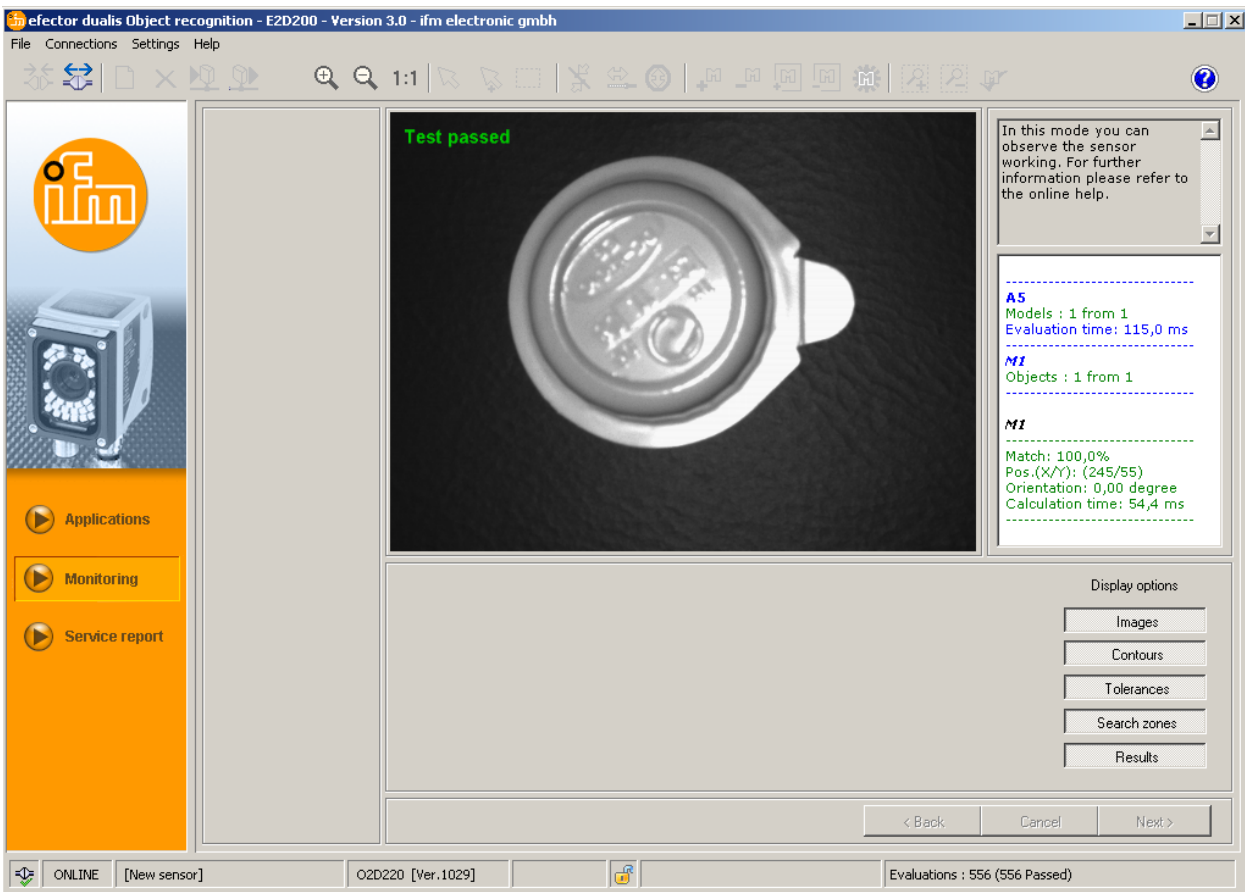 efector dualis Object recognition - E2D200 - Version 3.0 - ifm electronic gmbh
File Connections Settings Help
1:1
ifm
Applications
Monitoring
Service report
Test passed
In this mode you can
observe the sensor
working. For further
information please refer to
the online help.
A5
Models : 1 from 1
Evaluation time: 115,0 ms
M1
Objects : 1 from 1
M1
Match: 100,0%
Pos.(X/Y): (245/55)
Orientation: 0,00 degree
Calculation time: 54,4 ms
Display options
Images
Contours
Tolerances
Search zones
Results
< Back Cancel Next >
ONLINE [New sensor] O2D220 [Ver.1029] Evaluations : 556 (556 Passed)